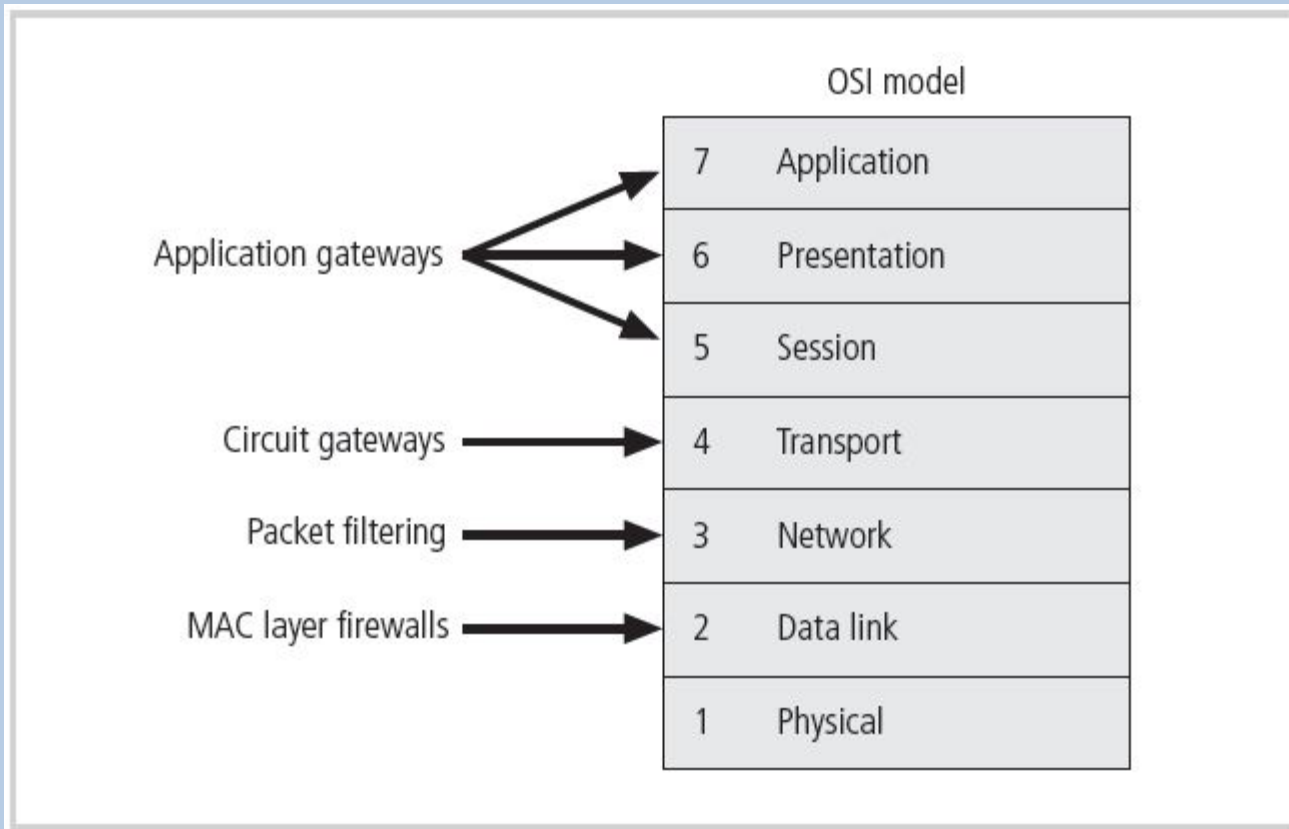 OSI model
7 Application
Application gateways
6 Presentation
5 Session
Circuit gateways
4 Transport
Packet filtering
3 Network
MAC layer firewalls
2 Data link
1 Physical